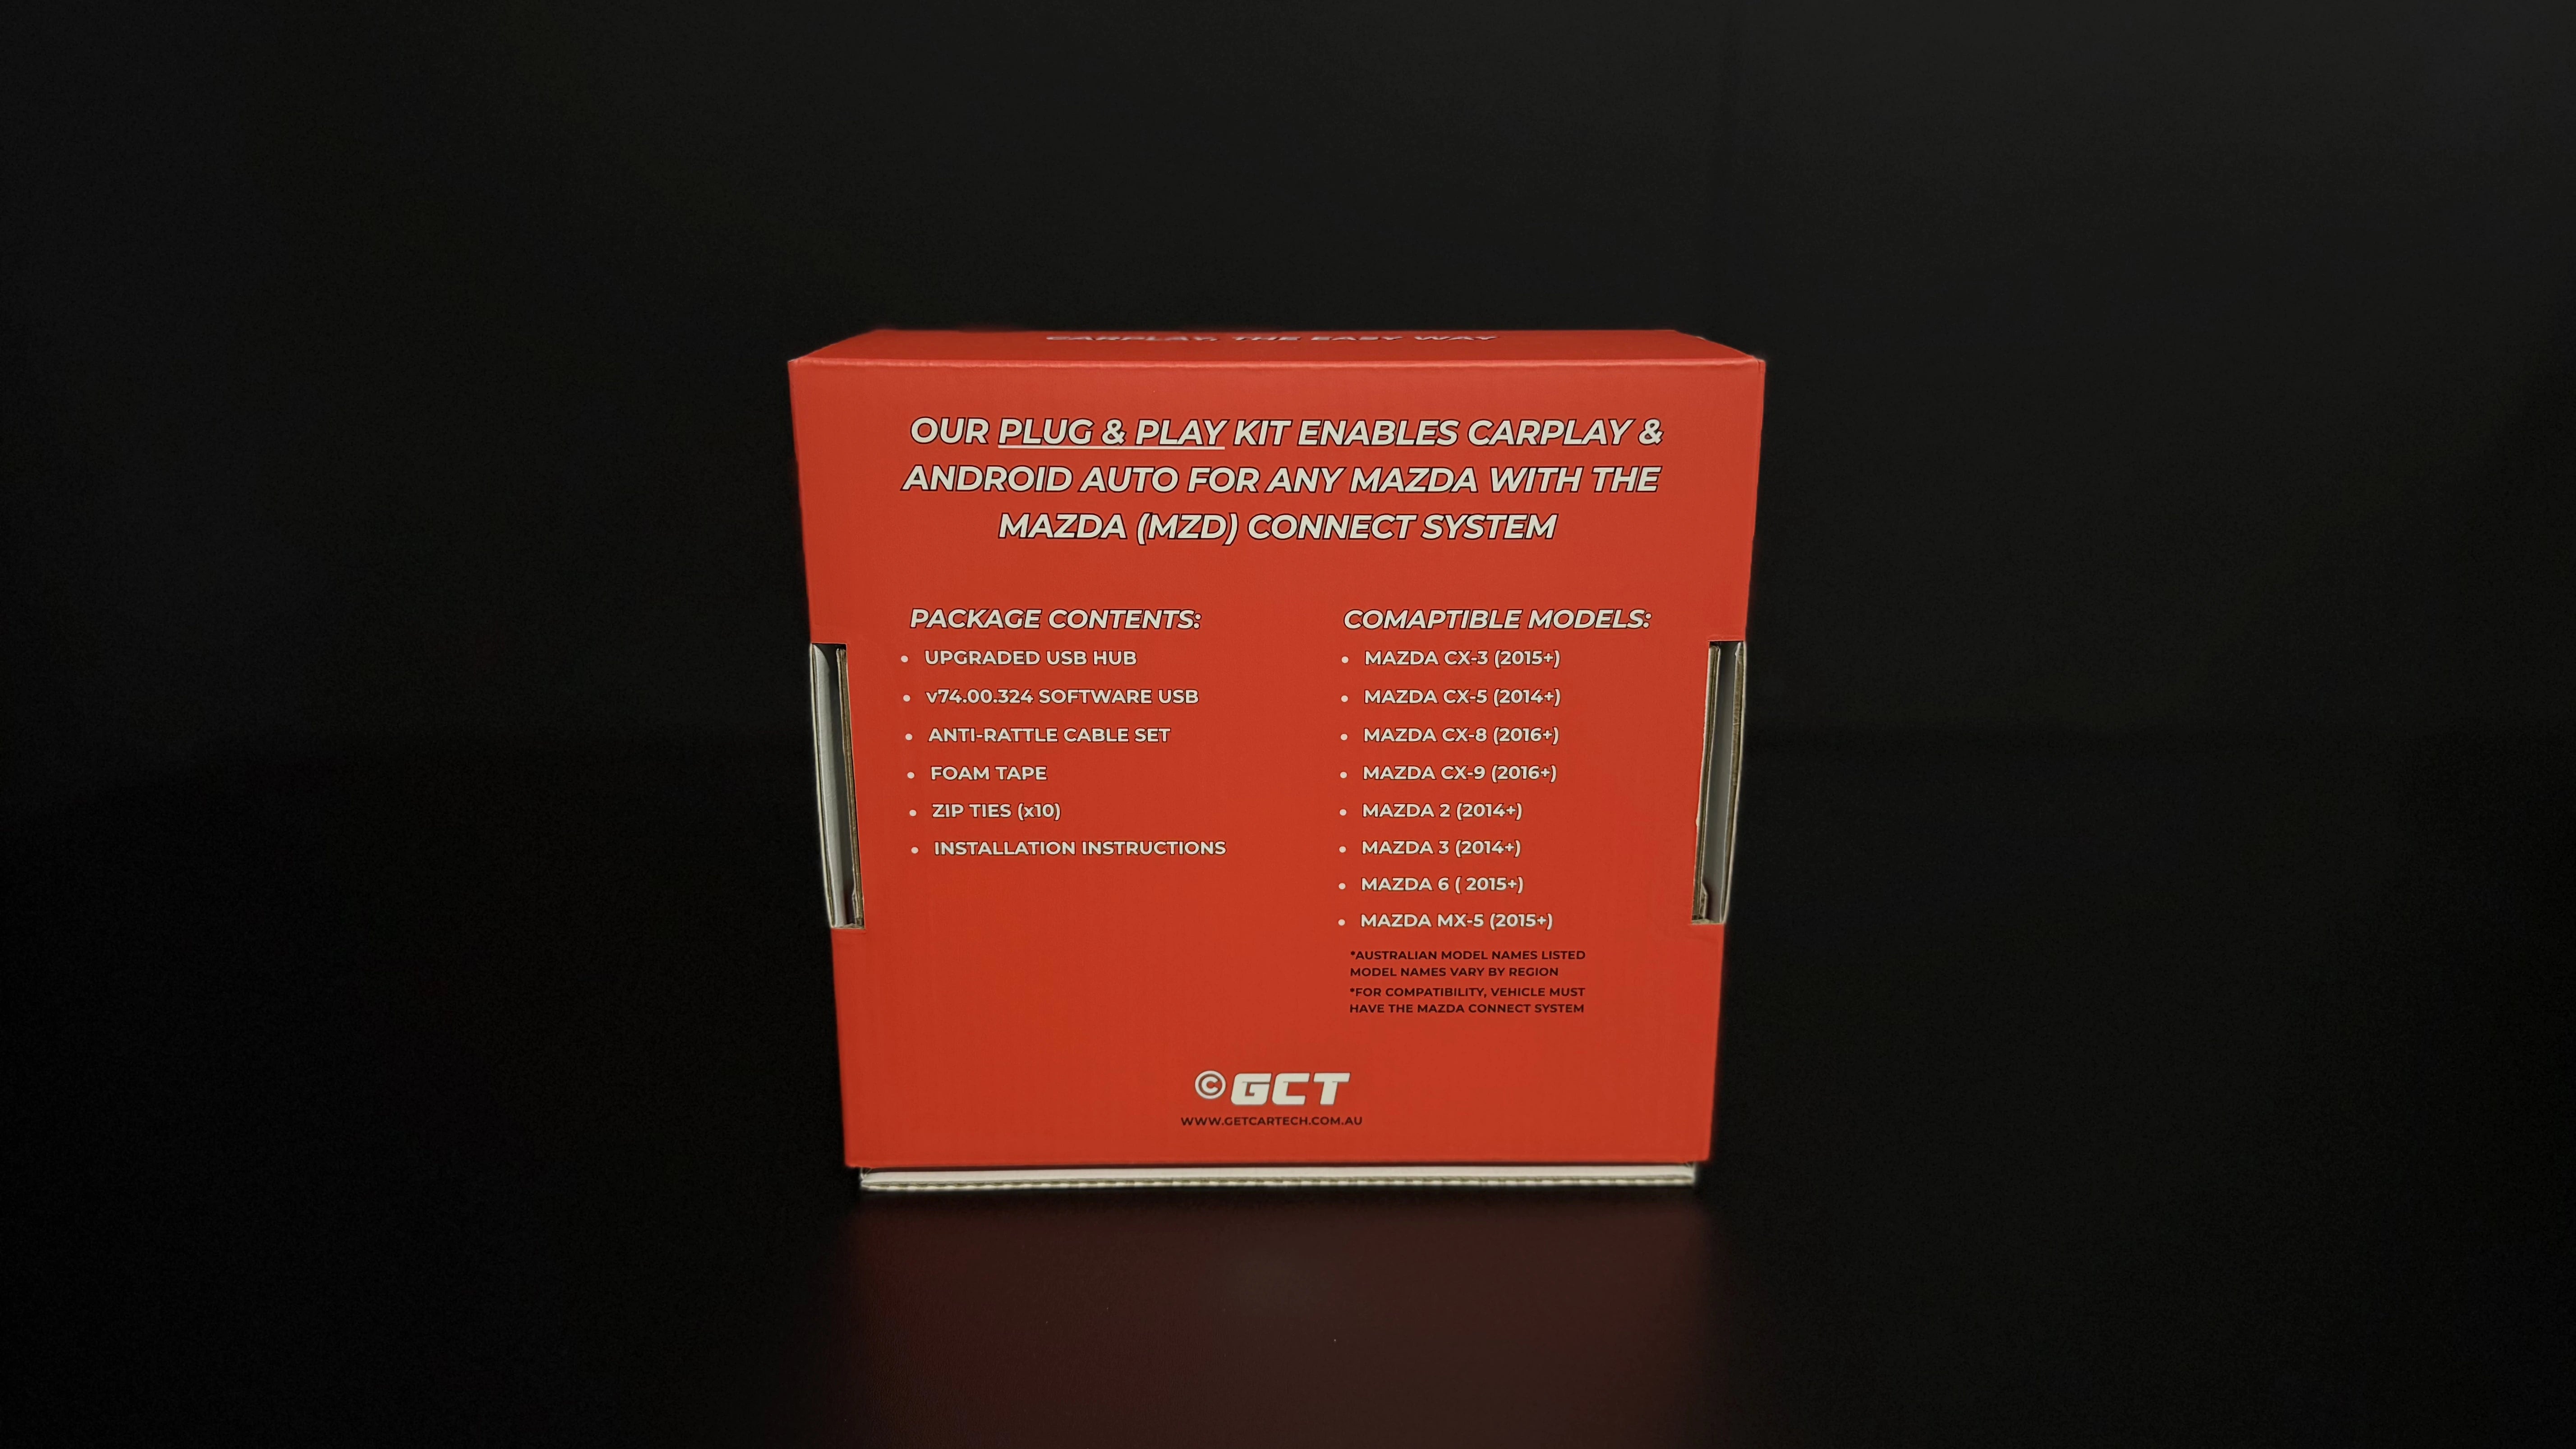 CARPLAY, THE EASY WAY
OUR PLUG & PLAY KIT ENABLES CARPLAY &
ANDROID AUTO FOR ANY MAZDA WITH THE
MAZDA (MZD) CONNECT SYSTEM
PACKAGE CONTENTS:
• UPGRADED USB HUB
• v74.00.324 SOFTWARE USB
• ANTI-RATTLE CABLE SET
• FOAM TAPE
• ZIP TIES (x10)
• INSTALLATION INSTRUCTIONS
COMAPTIBLE MODELS:
• MAZDA CX-3 (2015+)
• MAZDA CX-5 (2014+)
• MAZDA CX-8 (2016+)
• MAZDA CX-9 (2016+)
• MAZDA 2 (2014+)
• MAZDA 3 (2014+)
• MAZDA 6 ( 2015+)
• MAZDA MX-5 (2015+)
*AUSTRALIAN MODEL NAMES LISTED
MODEL NAMES VARY BY REGION
*FOR COMPATIBILITY, VEHICLE MUST
HAVE THE MAZDA CONNECT SYSTEM
©GCT
WWW.GETCARTECH.COM.AU